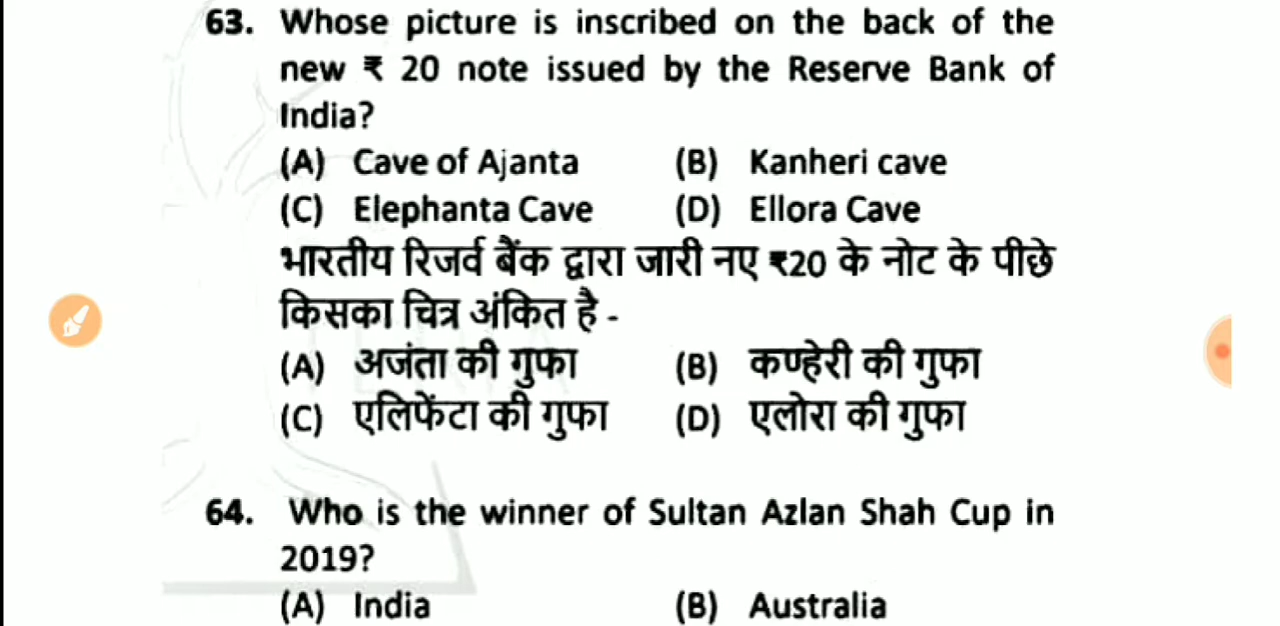 63. Whose picture is inscribed on the back of the
new ₹ 20 note issued by the Reserve Bank of
India?
(A) Cave of Ajanta (B) Kanheri cave
(C) Elephanta Cave (D) Ellora Cave
भारतीय रिजर्व बैंक द्वारा जारी नए ₹20 के नोट के पीछे
किसका चित्र अंकित है -
(A) अजंता की गुफा (B) कण्हेरी की गुफा
(C) एलिफेंटा की गुफा (D) एलोरा की गुफा
64. Who is the winner of Sultan Azlan Shah Cup in
2019?
(A) India (B) Australia